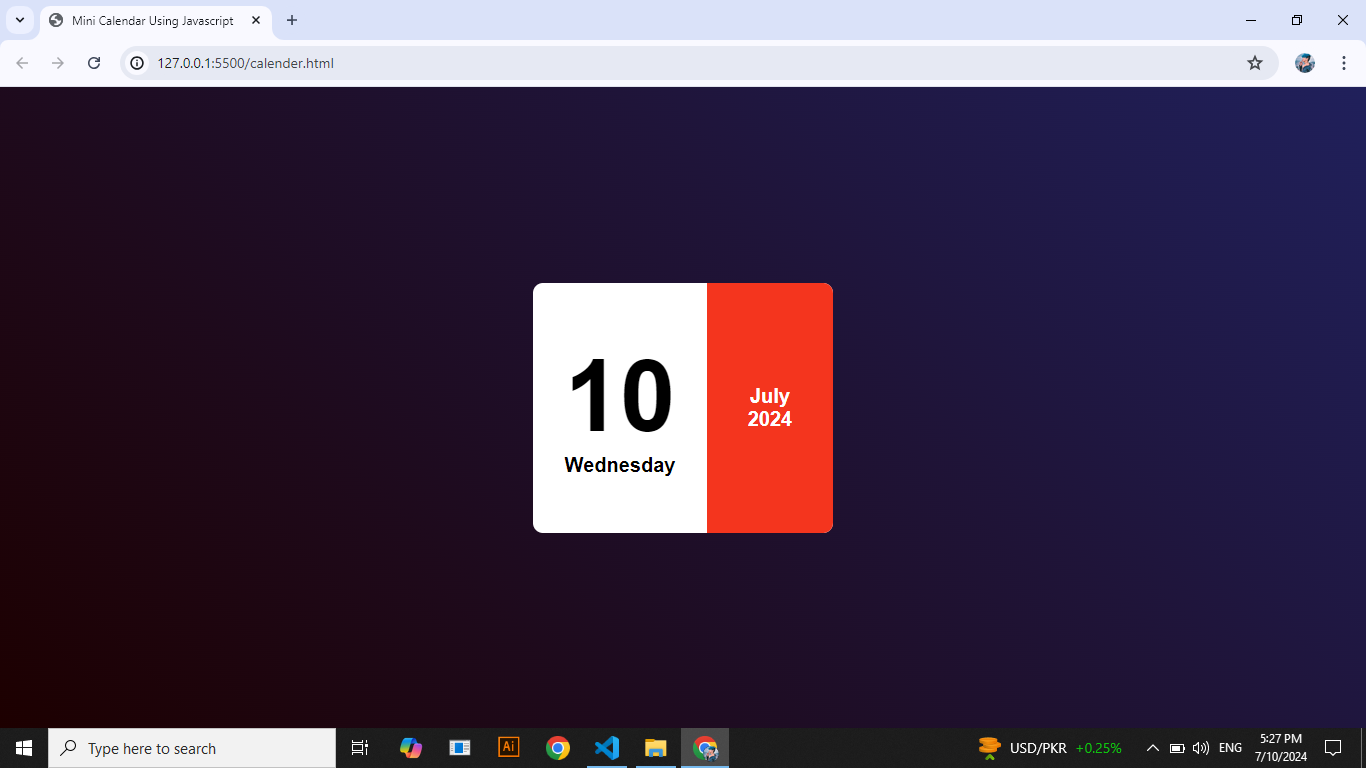 Mini Calendar Using Javascript
127.0.0.1:5500/calender.html
10
Wednesday
July
2024
Type here to search
Ai
USD/PKR +0.25%
ENG
5:27 PM
7/10/2024